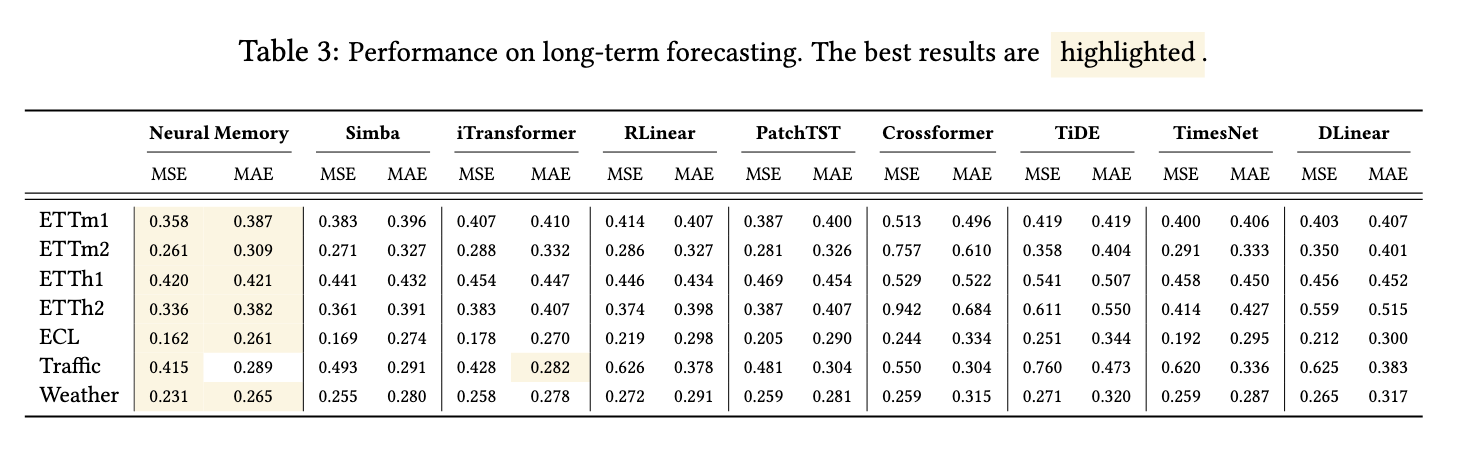 Table 3: Performance on long-term forecasting. The best results are highlighted.
Neural Memory Simba iTransformer RLinear PatchTST Crossformer TiDE TimesNet DLinear
MSE MAE MSE MAE MSE MAE MSE MAE MSE MAE MSE MAE MSE MAE MSE MAE MSE MAE
ETTm1 0.358 0.387 0.383 0.396 0.407 0.410 0.414 0.407 0.387 0.400 0.513 0.496 0.419 0.419 0.400 0.406 0.403 0.407
ETTm2 0.261 0.309 0.271 0.327 0.288 0.332 0.286 0.327 0.281 0.326 0.757 0.610 0.358 0.404 0.291 0.333 0.350 0.401
ETTh1 0.420 0.421 0.441 0.432 0.454 0.447 0.446 0.434 0.469 0.454 0.529 0.522 0.541 0.507 0.458 0.450 0.456 0.452
ETTh2 0.336 0.382 0.361 0.391 0.383 0.407 0.374 0.398 0.387 0.407 0.942 0.684 0.611 0.550 0.414 0.427 0.559 0.515
ECL 0.162 0.261 0.169 0.274 0.178 0.270 0.219 0.298 0.205 0.290 0.244 0.334 0.251 0.344 0.192 0.295 0.212 0.300
Traffic 0.415 0.289 0.493 0.291 0.428 0.282 0.626 0.378 0.481 0.304 0.550 0.304 0.760 0.473 0.620 0.336 0.625 0.383
Weather 0.231 0.265 0.255 0.280 0.258 0.278 0.272 0.291 0.259 0.281 0.259 0.315 0.271 0.320 0.259 0.287 0.265 0.317